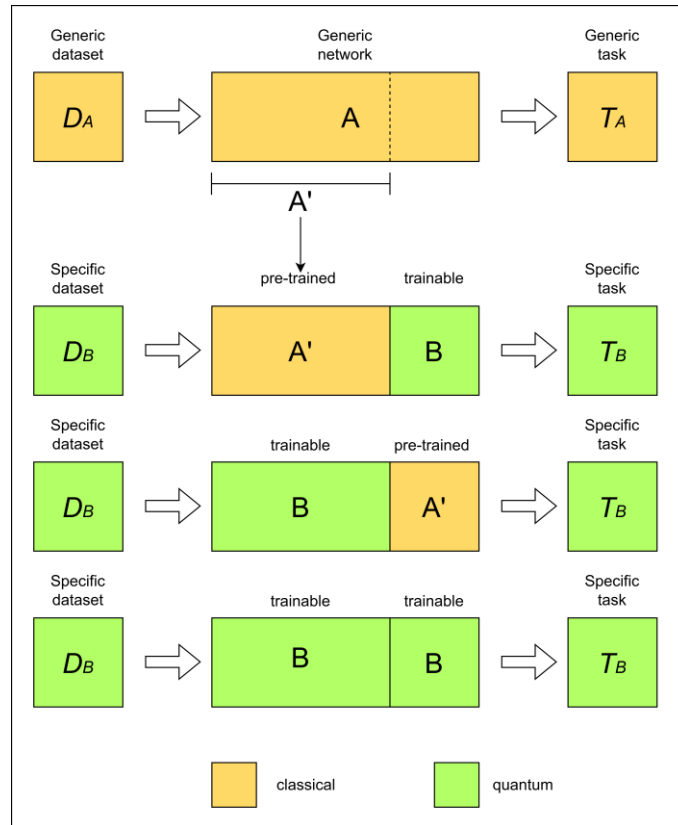 Generic Generic Generic
dataset network task
DA A TA
A'
Specific pre-trained trainable Specific
dataset task
DB A' B TB
Specific trainable pre-trained Specific
dataset task
DB B A' TB
Specific trainable trainable Specific
dataset task
DB B B TB
classical quantum